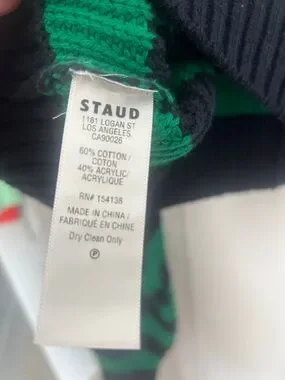 STAUD
1181 LOGAN ST
LOS ANGELES,
CA90026
60% COTTON/
COTON
40% ACRYLIC/
ACRYLIQUE
RN# 154138
MADE IN CHINA /
FABRIQUÉ EN CHINE
Dry Clean Only
P